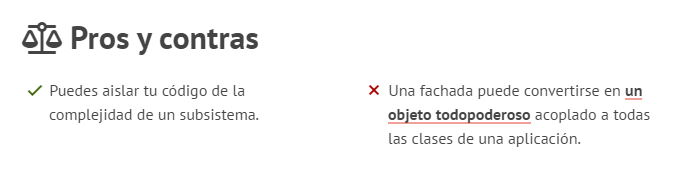 Pros y contras
Puedes aislar tu código de la
complejidad de un subsistema.
Una fachada puede convertirse en un
objeto todopoderoso acoplado a todas
las clases de una aplicación.